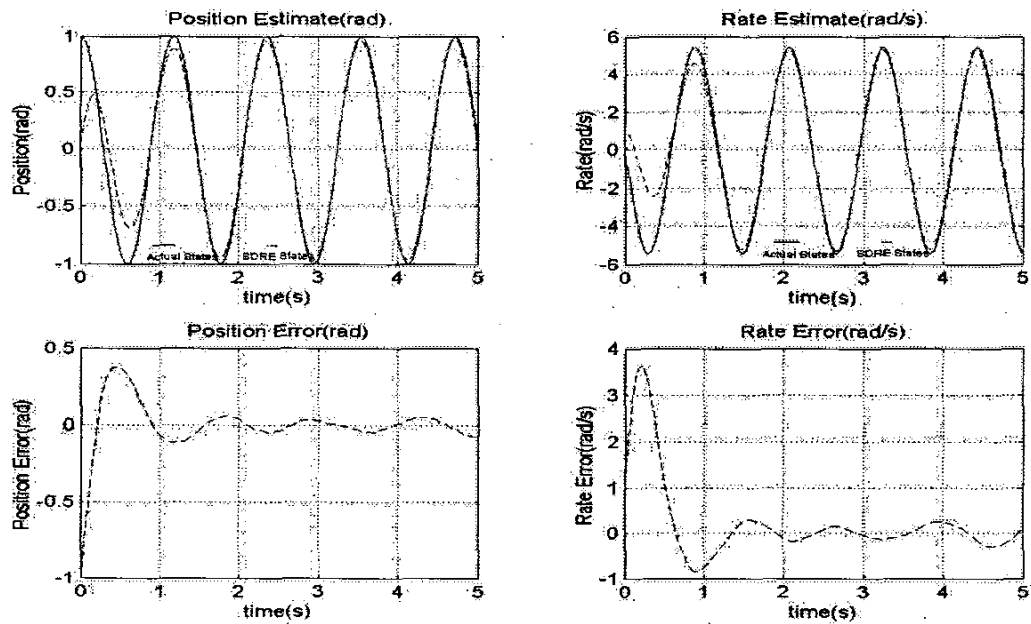 Position Estimate(rad).
Position(rad)
1
0.5
0
-0.5
-1
0 1 2 3 4 5
Actual States SDRE States
time(s)
Rate Estimate(rad/s)
Rate(rad/s)
6
4
2
0
-2
-4
-6
0 1 2 3 4 5
Actual States SDRE States
time(s)
Position Error(rad)
Position Error(rad)
0.5
0
-0.5
-1
0 1 2 3 4 5
time(s)
Rate Error(rad/s)
Rate Error(rad/s)
4
3
2
1
0
-1
0 1 2 3 4 5
time(s)